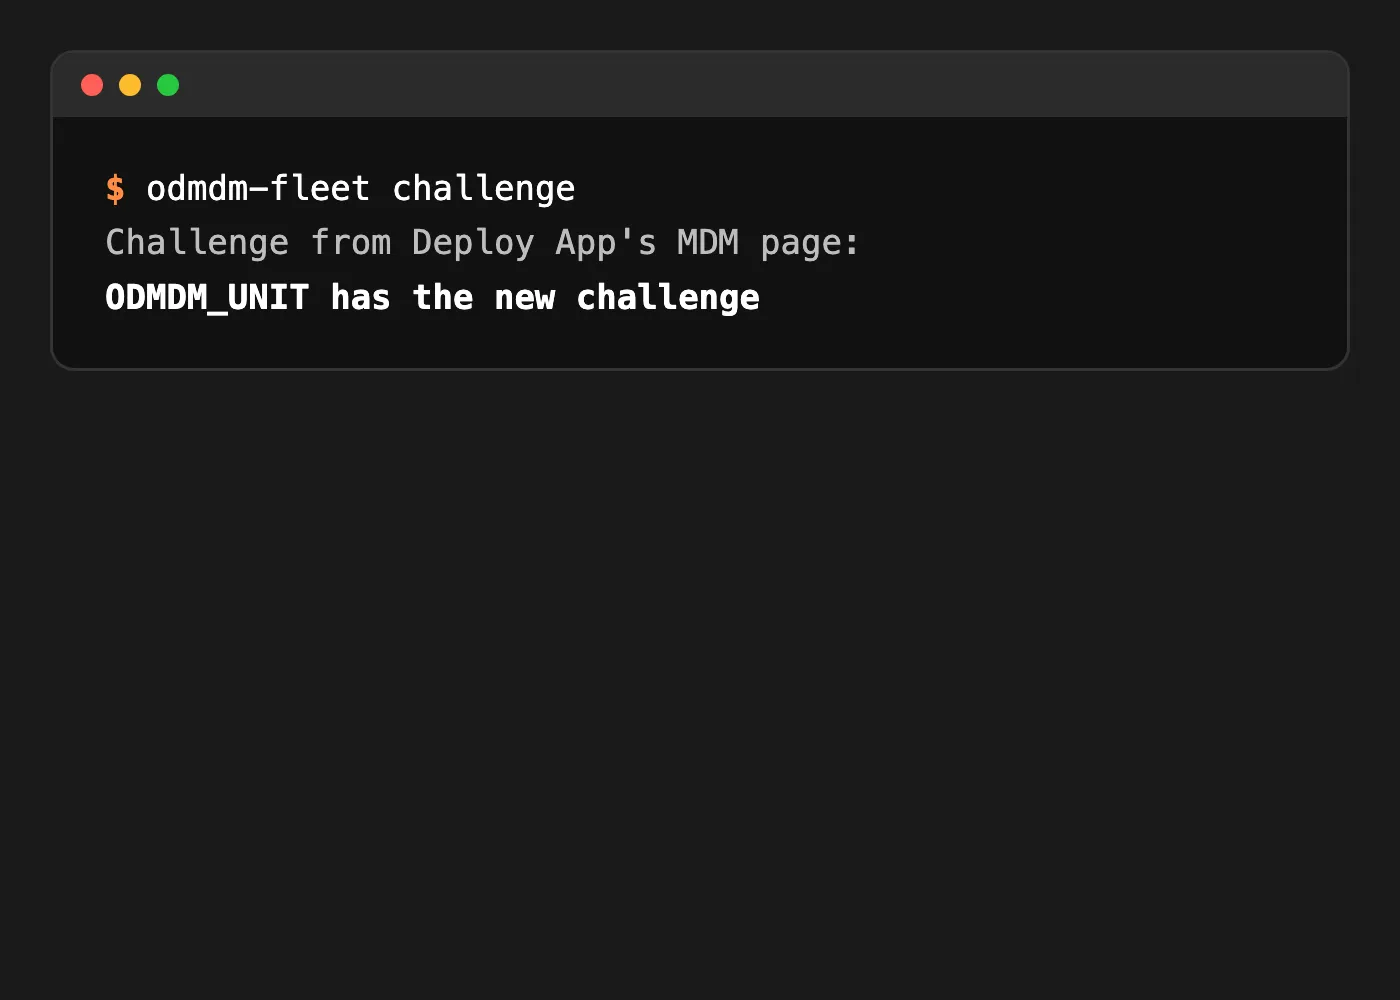 $ odmdm-fleet challenge
Challenge from Deploy App's MDM page:
ODMDM_UNIT has the new challenge